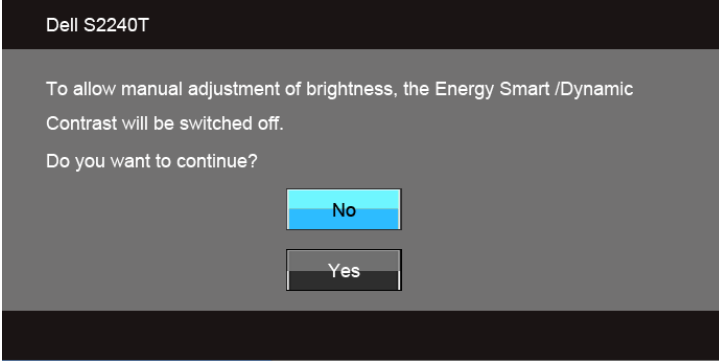 Dell S2240T
To allow manual adjustment of brightness, the Energy Smart /Dynamic
Contrast will be switched off.
Do you want to continue?
No
Yes